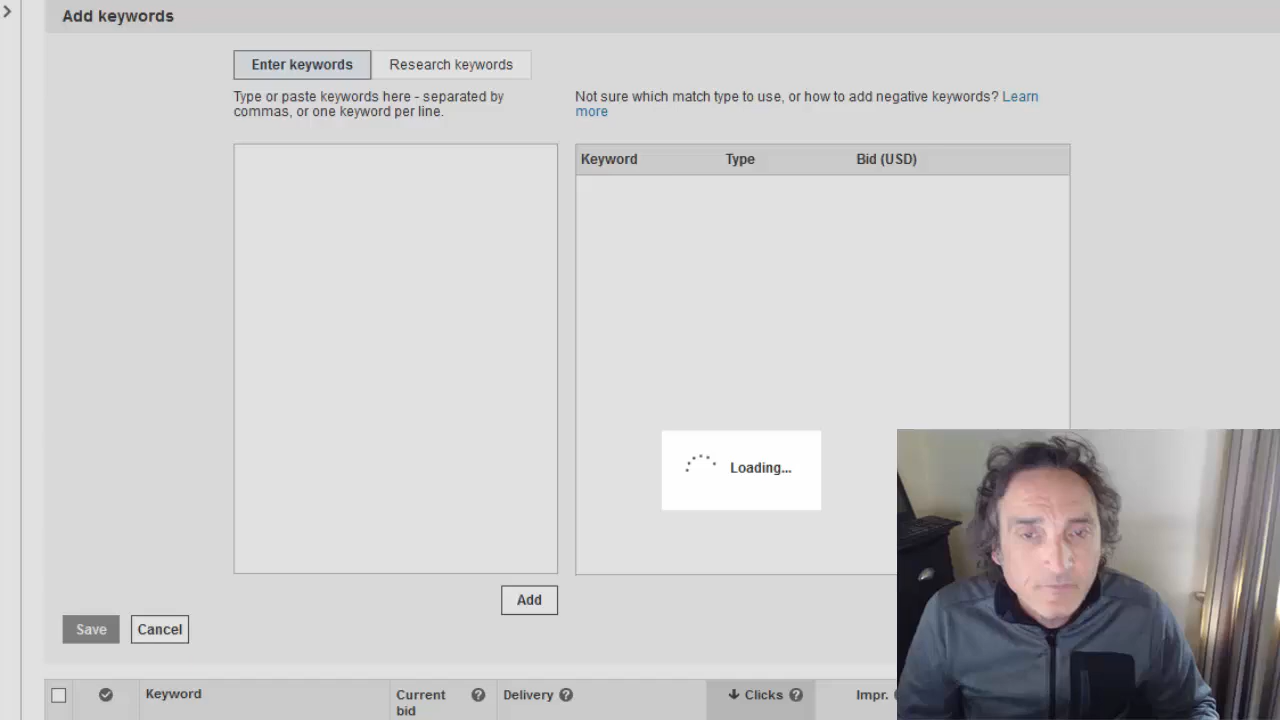 Add keywords
Enter keywords
Research keywords
Type or paste keywords here - separated by
commas, or one keyword per line.
Not sure which match type to use, or how to add negative keywords? Learn
more
Keyword
Type
Bid (USD)
Loading...
Add
Save
Cancel
Keyword
Current
bid
Delivery
Clicks
Impr.